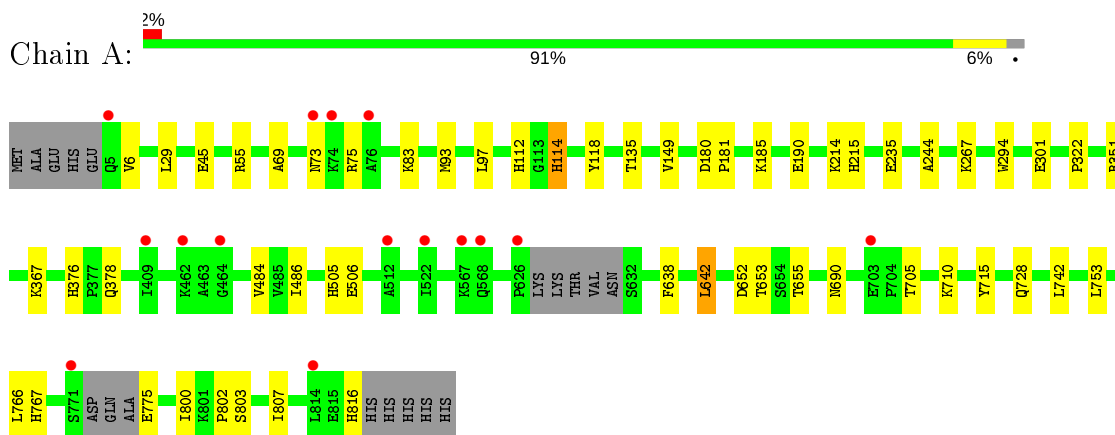 2%
Chain A:
91%
6%
•
MET ALA GLU HIS GLU Q5 V6 L29 E45 R55 A69 N73 K74 R75 A76 K83 M93 L97 H112 G113 H114 Y118 T135 V149 D180 P181 K185 E190 K214 H215 E235 A244 K267 W294 E301 P322
K367 H376 P377 Q378 I409 K462 A463 G464 V484 V485 I486 H505 E506 A512 I522 K567 Q568 P626 LYS LYS THR VAL ASN S632 F638 L642 D652 T653 S654 T655 N690 E703 P704 T705 K710 Y715 Q728 L742 L753
L766 H767 S771 ASP GLN ALA E775 I800 K801 P802 S803 I807 L814 E815 H816 HIS HIS HIS HIS HIS